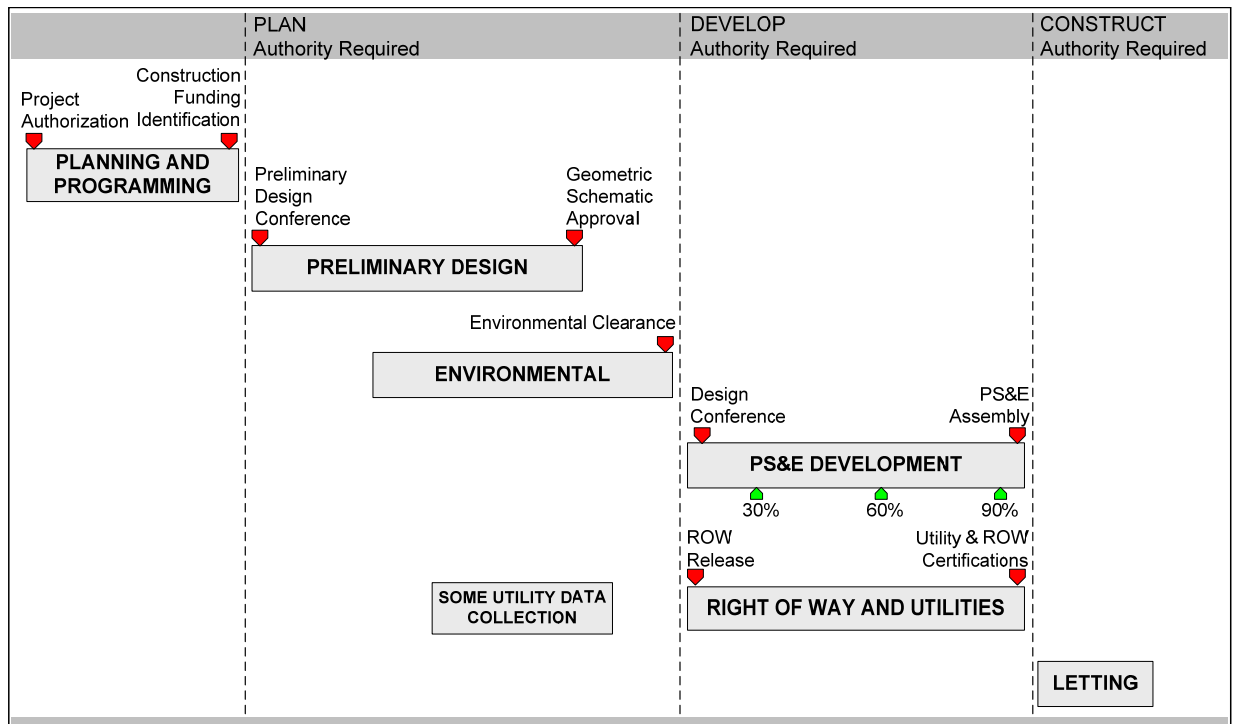 PLAN
Authority Required
DEVELOP
Authority Required
CONSTRUCT
Authority Required
Project
Authorization
Construction
Funding
Identification
PLANNING AND
PROGRAMMING
Preliminary
Design
Conference
Geometric
Schematic
Approval
PRELIMINARY DESIGN
Environmental Clearance
ENVIRONMENTAL
Design
Conference
PS&E
Assembly
PS&E DEVELOPMENT
30%
60%
90%
ROW
Release
Utility & ROW
Certifications
SOME UTILITY DATA
COLLECTION
RIGHT OF WAY AND UTILITIES
LETTING